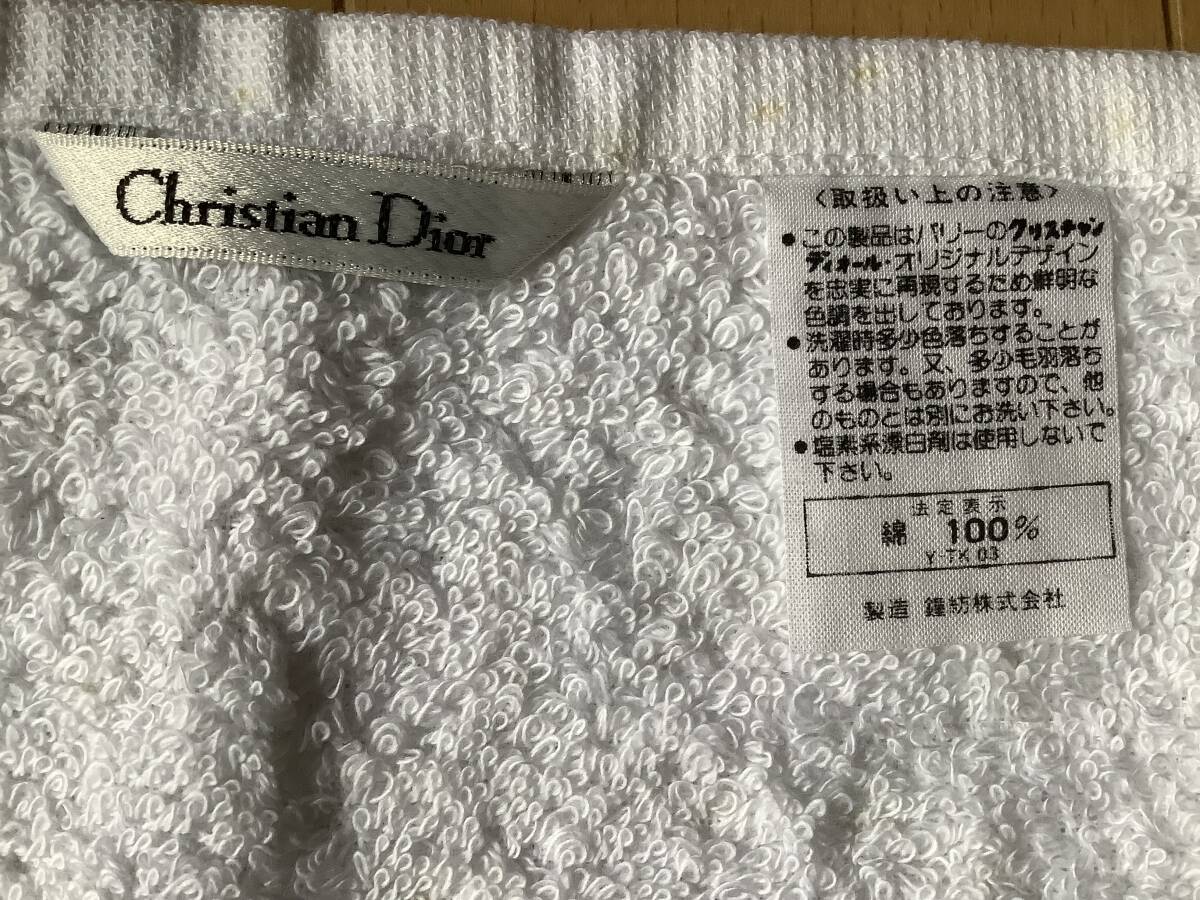 Christian Dior
〈取扱い上の注意〉
●この製品はパリーのクリスチャン
ディオール・オリジナルデザイン
を忠実に再現するため鮮明な
色調を出しております。
●洗濯時多少色落ちすることが
あります。又、多少毛羽落ち
する場合もありますので、他
のものとは別にお洗い下さい。
●塩素系漂白剤は使用しないで
下さい。
法定表示
綿 100%
Y-TK 03
製造 鐘紡株式会社